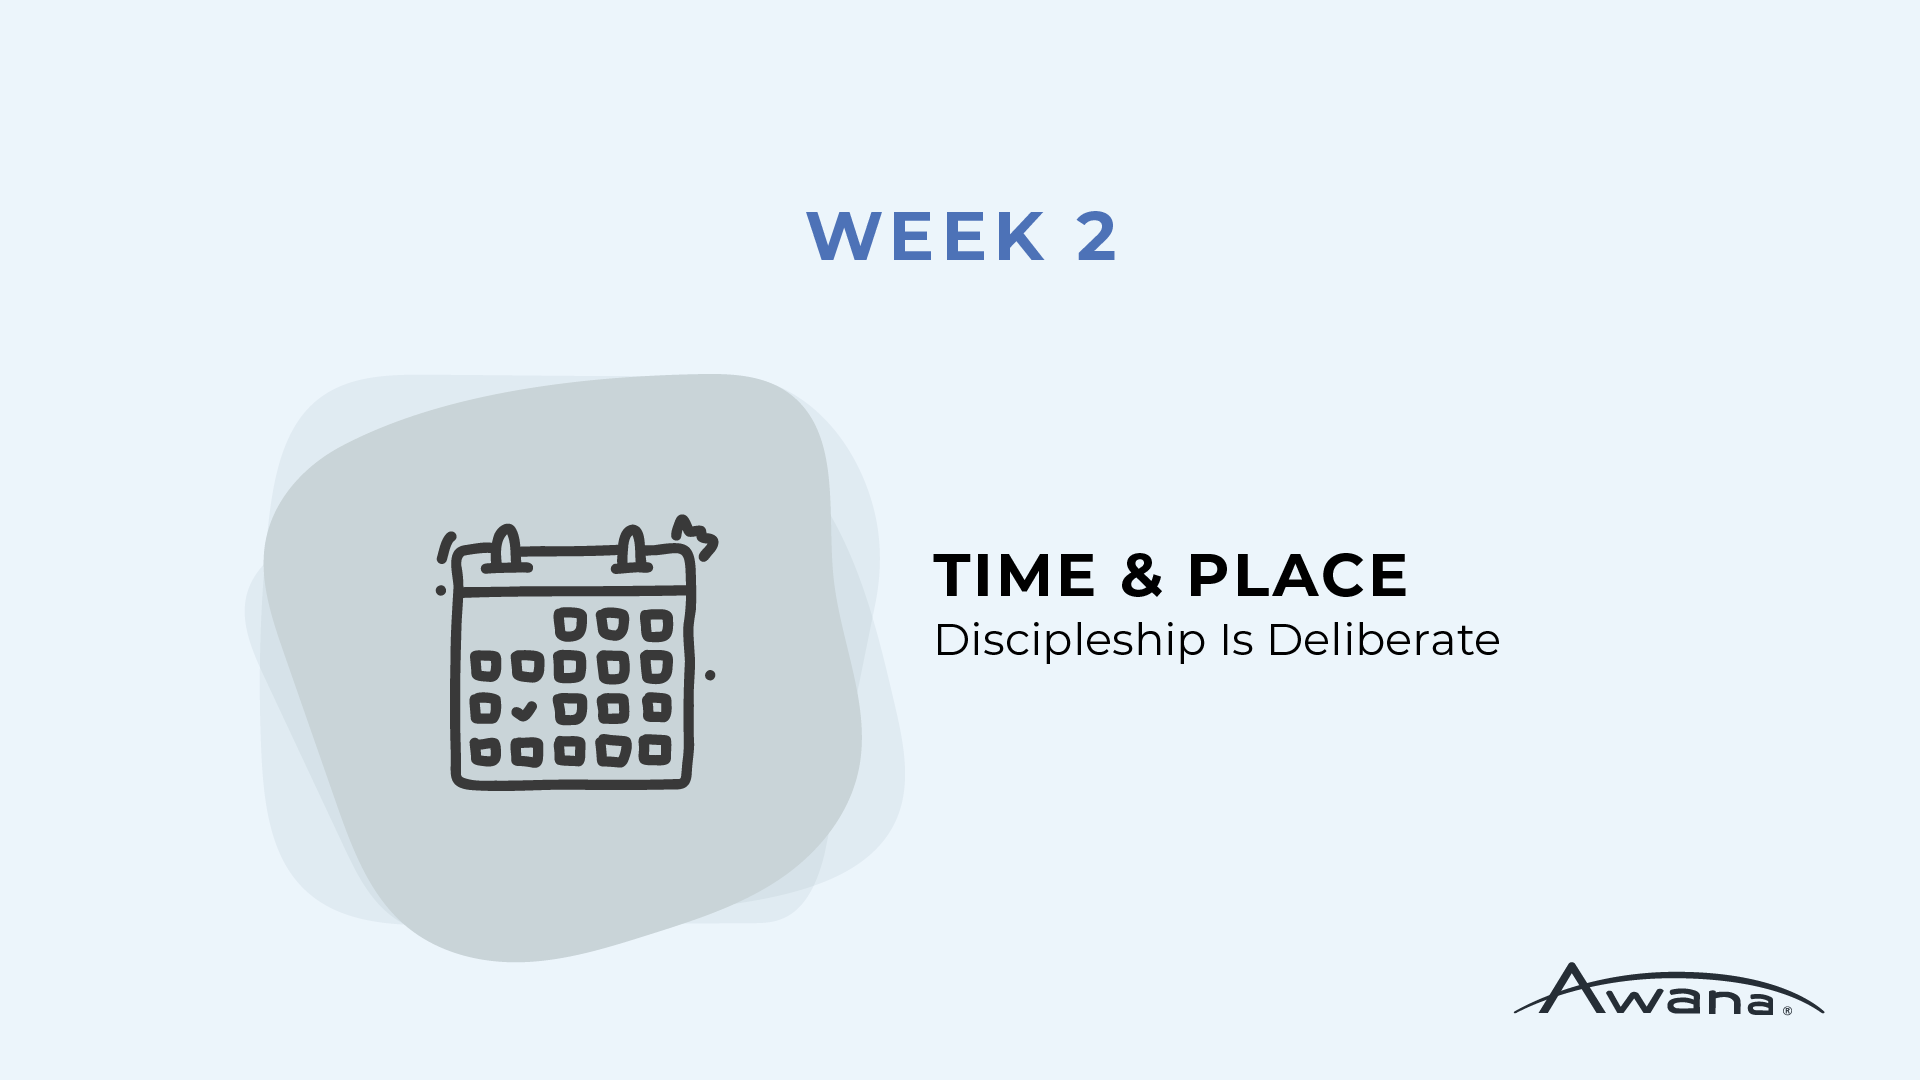 WEEK 2
TIME & PLACE
Discipleship Is Deliberate
Awana®